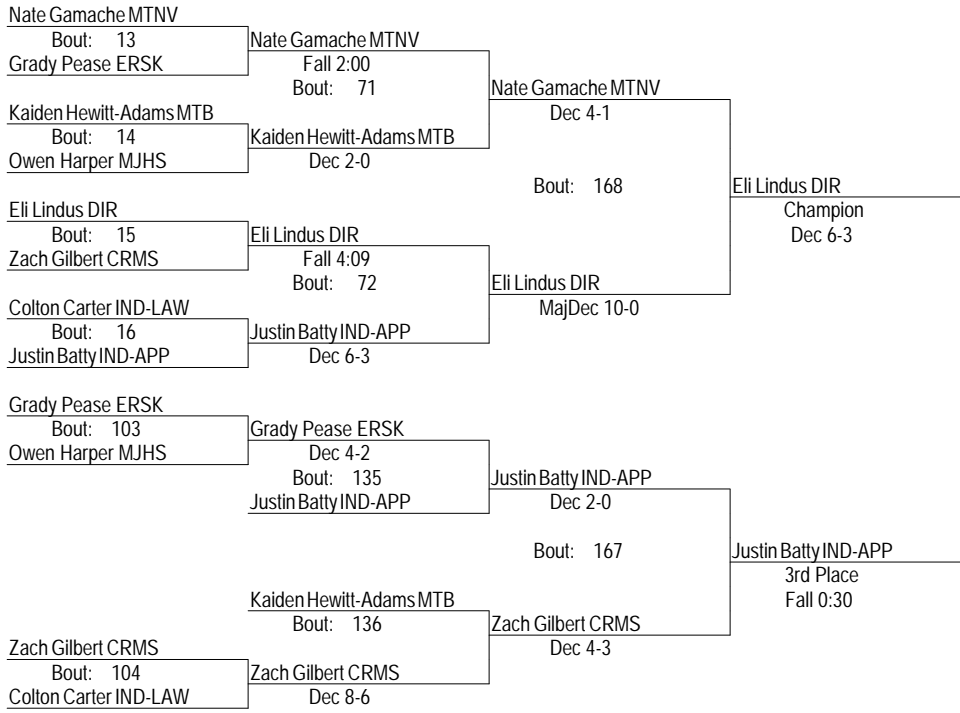 Nate Gamache MTNV
Bout: 13
Grady Pease ERSK
Nate Gamache MTNV
Fall 2:00
Bout: 71
Kaiden Hewitt-Adams MTB
Bout: 14
Owen Harper MJHS
Kaiden Hewitt-Adams MTB
Dec 2-0
Nate Gamache MTNV
Dec 4-1
Bout: 168
Eli Lindus DIR
Bout: 15
Zach Gilbert CRMS
Eli Lindus DIR
Fall 4:09
Bout: 72
Colton Carter IND-LAW
Bout: 16
Justin Batty IND-APP
Justin Batty IND-APP
Dec 6-3
Eli Lindus DIR
MajDec 10-0
Eli Lindus DIR
Champion
Dec 6-3
Grady Pease ERSK
Bout: 103
Owen Harper MJHS
Grady Pease ERSK
Dec 4-2
Bout: 135
Justin Batty IND-APP
Justin Batty IND-APP
Dec 2-0
Bout: 167
Kaiden Hewitt-Adams MTB
Bout: 136
Zach Gilbert CRMS
Bout: 104
Colton Carter IND-LAW
Zach Gilbert CRMS
Dec 8-6
Zach Gilbert CRMS
Dec 4-3
Justin Batty IND-APP
3rd Place
Fall 0:30